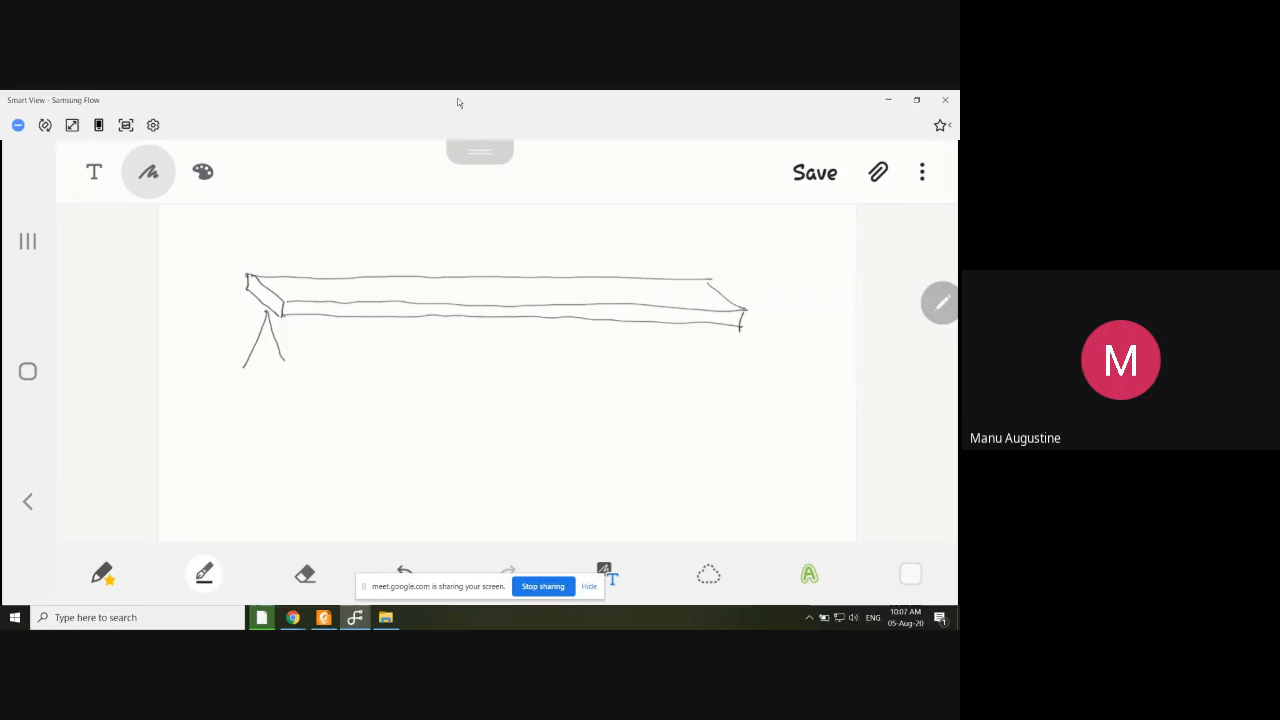 Smart View - Samsung Flow
T
Save
M
Manu Augustine
T
A
meet.google.com is sharing your screen.
Stop sharing
Hide
Type here to search
ENG
10:07 AM
05-Aug-20
1